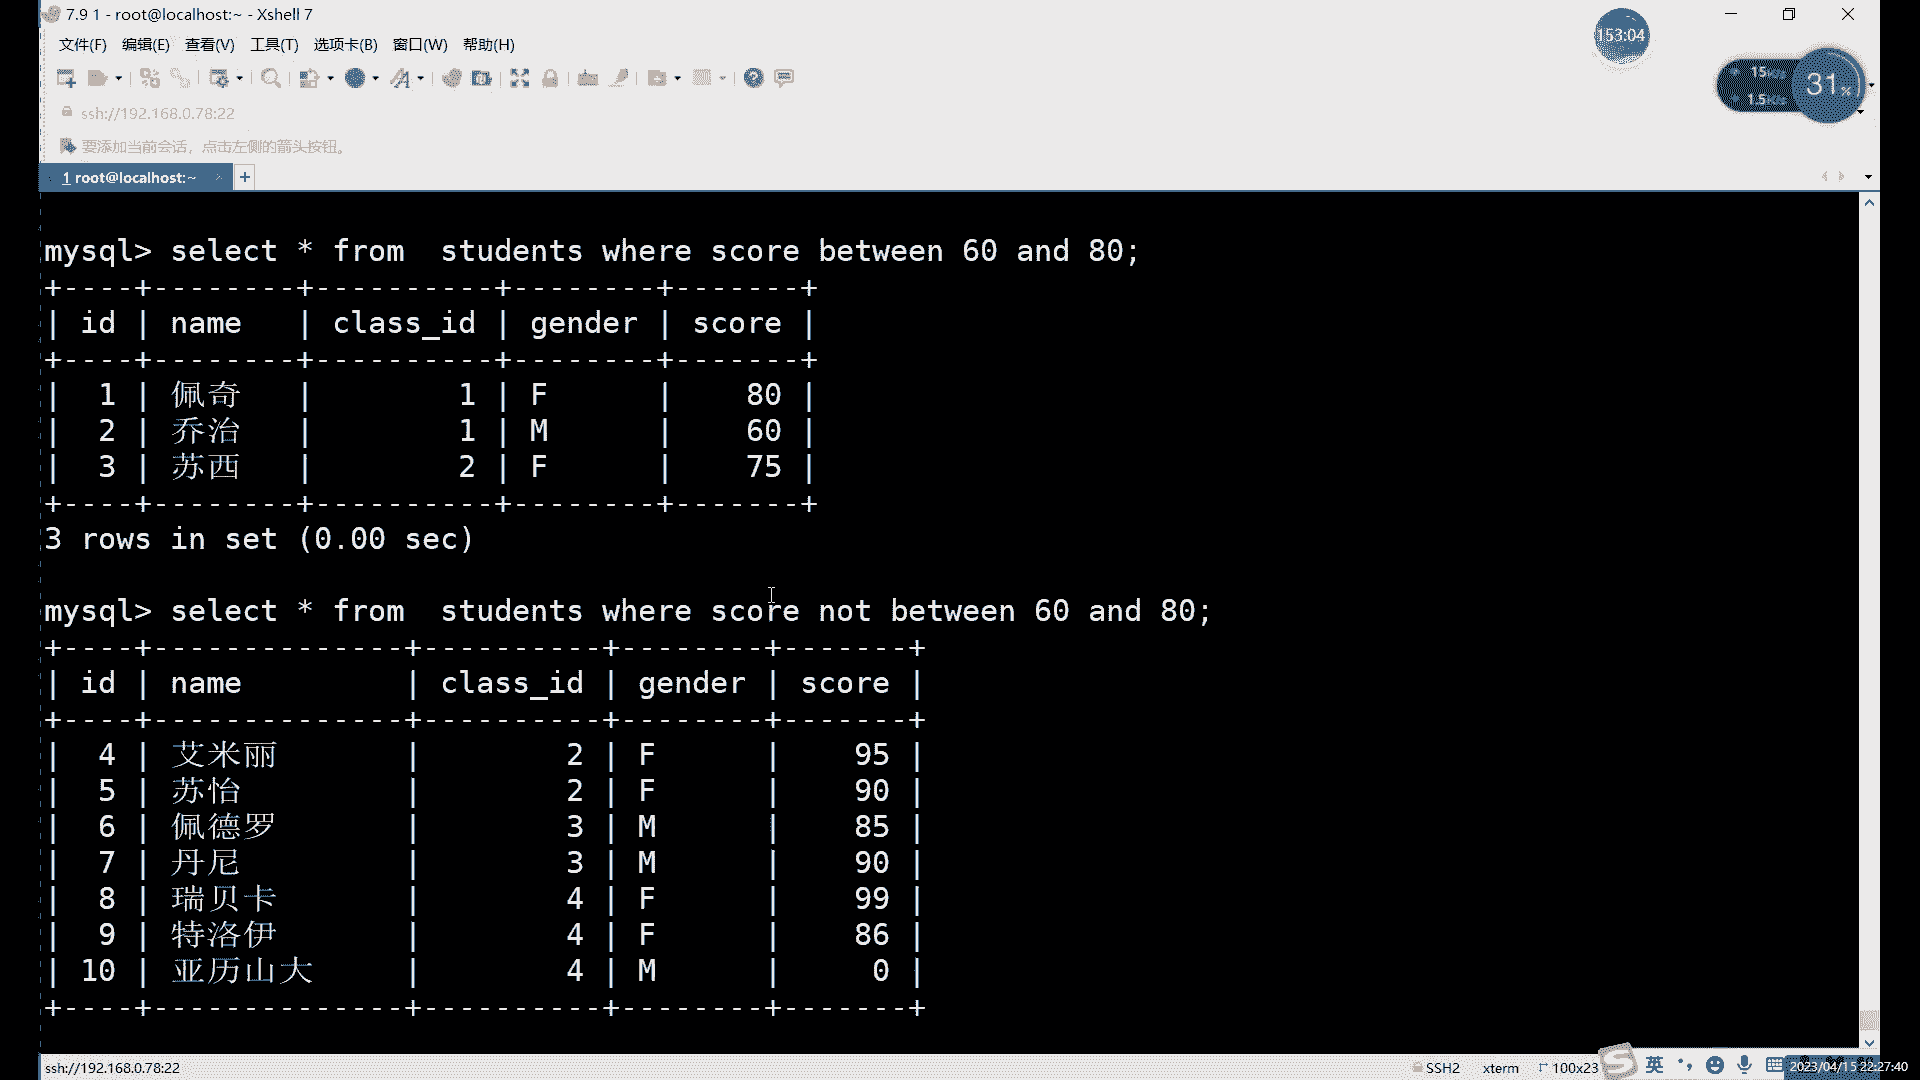 7.9 1 - root@localhost:~ - Xshell 7
153:04
文件(F) 编辑(E) 查看(V) 工具(T) 选项卡(B) 窗口(W) 帮助(H)
15K/s
31%
1.5K/s
ssh://192.168.0.78:22
要添加当前会话，点击左侧的箭头按钮。
1 root@localhost:~ × +
mysql> select * from  students where score between 60 and 80;
+----+--------+----------+--------+-------+
| id | name   | class_id | gender | score |
+----+--------+----------+--------+-------+
|  1 | 佩奇   |        1 | F      |    80 |
|  2 | 乔治   |        1 | M      |    60 |
|  3 | 苏西   |        2 | F      |    75 |
+----+--------+----------+--------+-------+
3 rows in set (0.00 sec)
mysql> select * from  students where score not between 60 and 80;
+----+--------------+----------+--------+-------+
| id | name         | class_id | gender | score |
+----+--------------+----------+--------+-------+
|  4 | 艾米丽       |        2 | F      |    95 |
|  5 | 苏怡         |        2 | F      |    90 |
|  6 | 佩德罗       |        3 | M      |    85 |
|  7 | 丹尼         |        3 | M      |    90 |
|  8 | 瑞贝卡       |        4 | F      |    99 |
|  9 | 特洛伊       |        4 | F      |    86 |
| 10 | 亚历山大     |        4 | M      |     0 |
+----+--------------+----------+--------+-------+
ssh://192.168.0.78:22 SSH2 xterm 100x23 英 2023/04/15 22:27:40